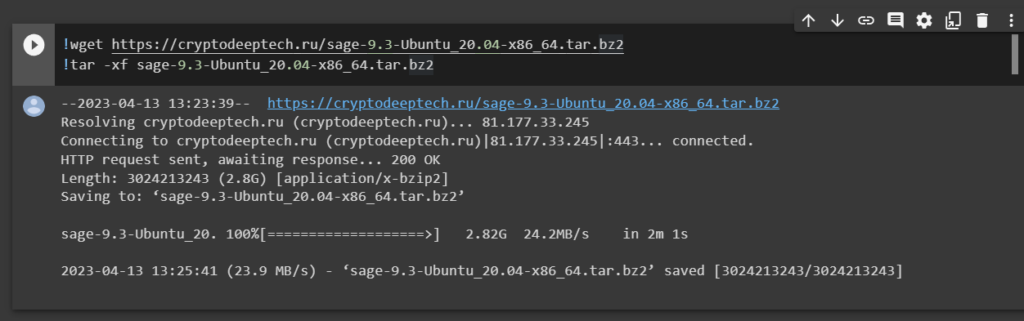 !wget https://cryptodeeptech.ru/sage-9.3-Ubuntu_20.04-x86_64.tar.bz2
!tar -xf sage-9.3-Ubuntu_20.04-x86_64.tar.bz2
--2023-04-13 13:23:39--  https://cryptodeeptech.ru/sage-9.3-Ubuntu_20.04-x86_64.tar.bz2
Resolving cryptodeeptech.ru (cryptodeeptech.ru)... 81.177.33.245
Connecting to cryptodeeptech.ru (cryptodeeptech.ru)|81.177.33.245|:443... connected.
HTTP request sent, awaiting response... 200 OK
Length: 3024213243 (2.8G) [application/x-bzip2]
Saving to: ‘sage-9.3-Ubuntu_20.04-x86_64.tar.bz2’
sage-9.3-Ubuntu_20. 100%[===================>]   2.82G  24.2MB/s    in 2m 1s
2023-04-13 13:25:41 (23.9 MB/s) - ‘sage-9.3-Ubuntu_20.04-x86_64.tar.bz2’ saved [3024213243/3024213243]